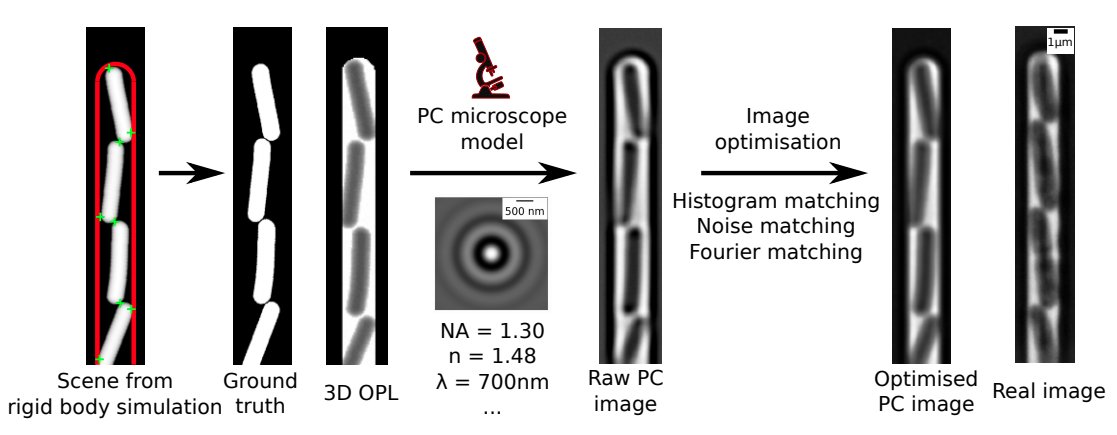 Scene from
rigid body simulation
Ground
truth
3D OPL
PC microscope
model
500 nm
NA = 1.30
n = 1.48
λ = 700nm
...
Raw PC
image
Image
optimisation
Histogram matching
Noise matching
Fourier matching
Optimised
PC image
1µm
Real image